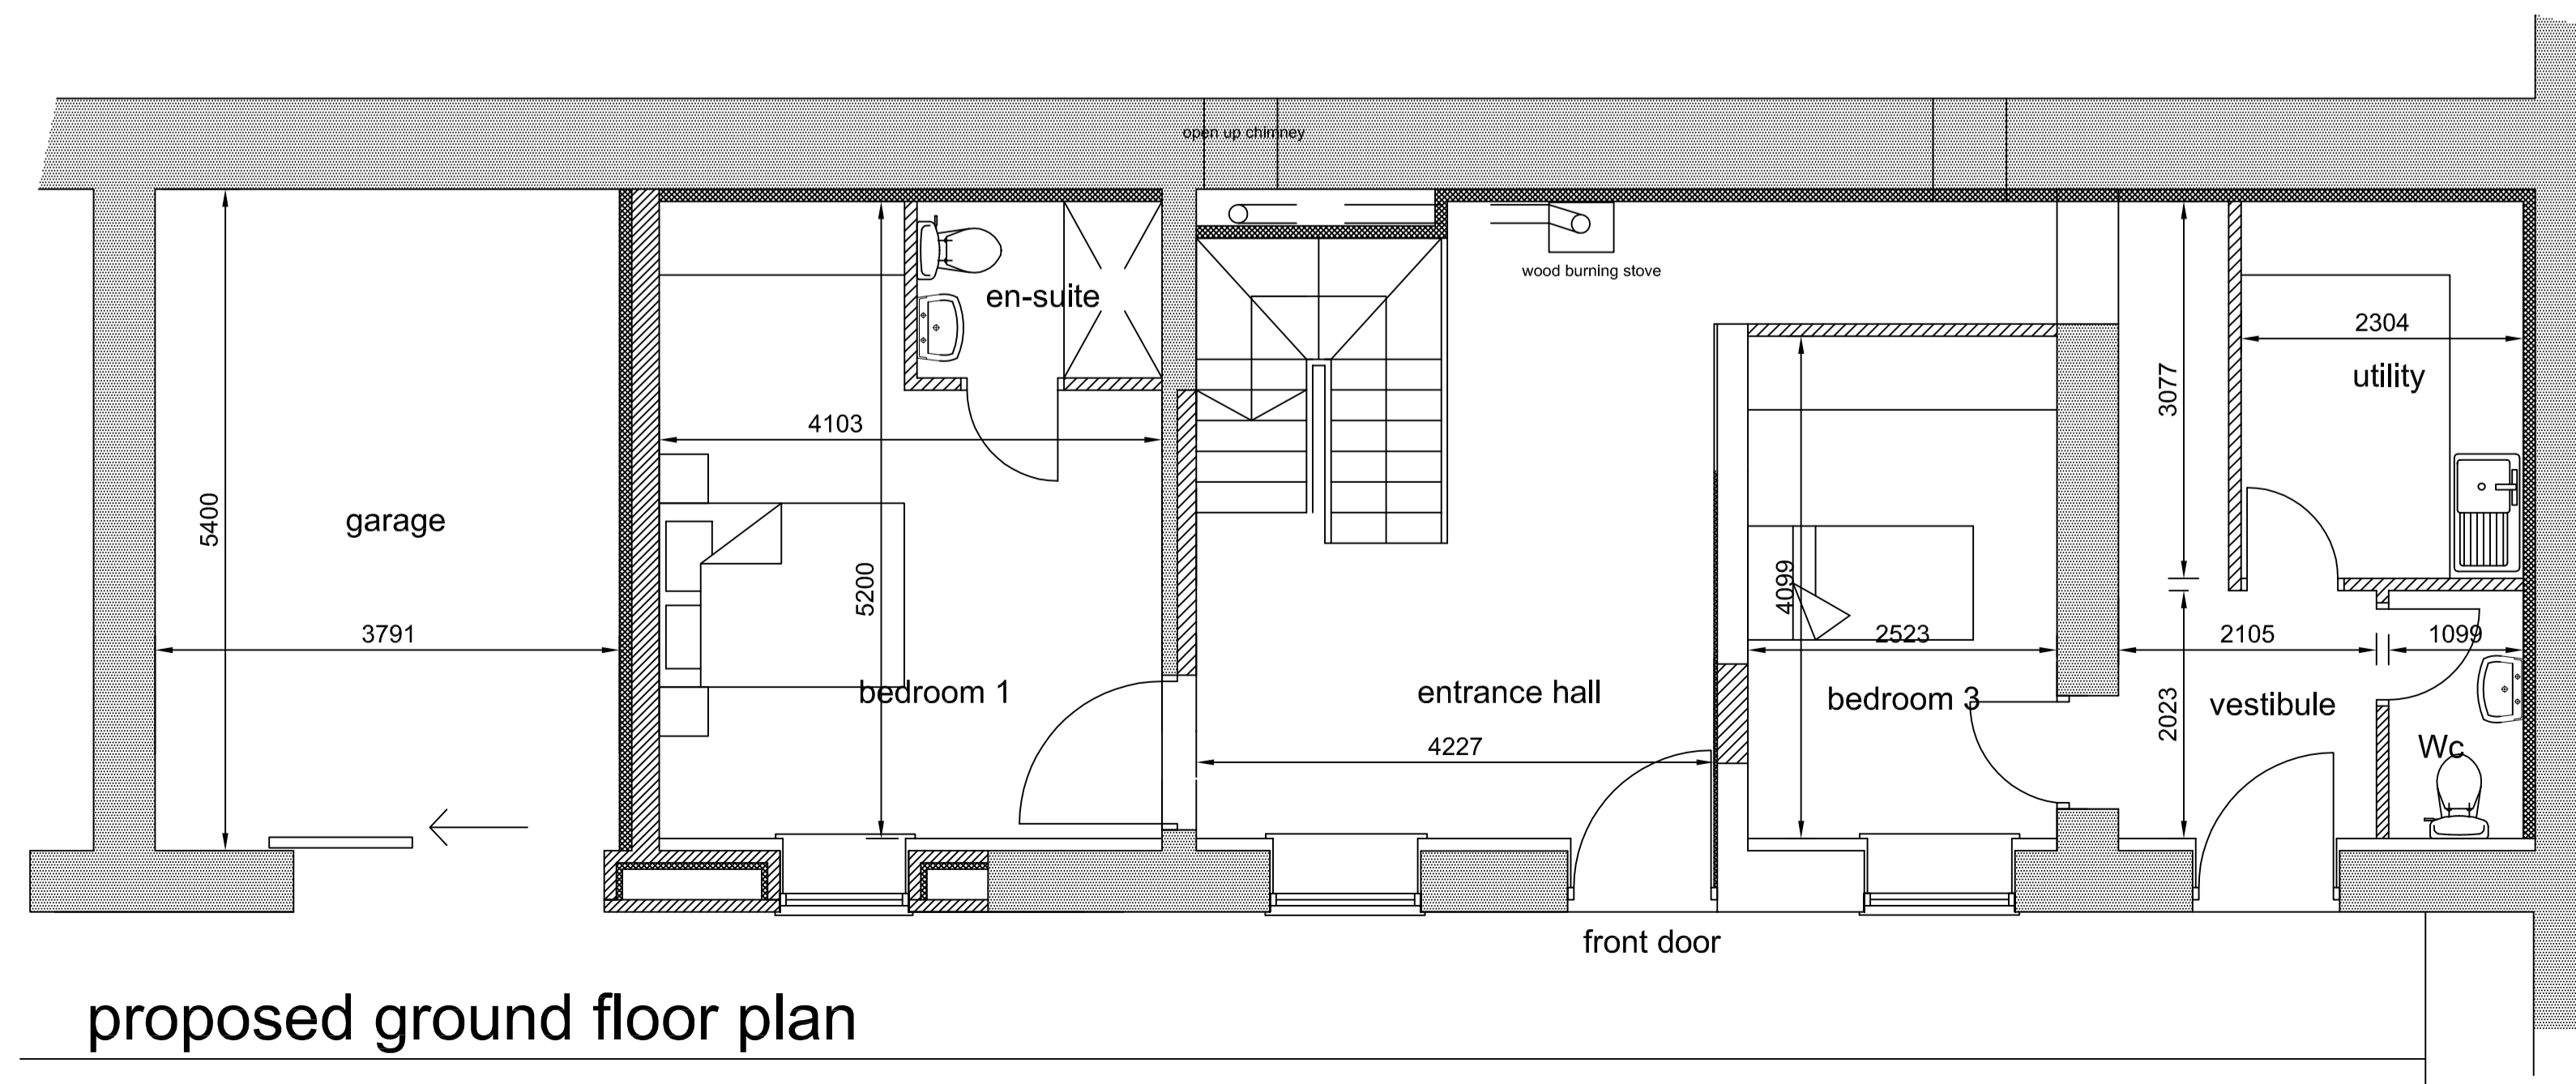 open up chimney
wood burning stove
en-suite
2304
utility
3077
4103
5400
garage
5200
4099
3791
2523
2105
1099
bedroom 1
entrance hall
bedroom 3
2023
vestibule
4227
Wc
front door
proposed ground floor plan